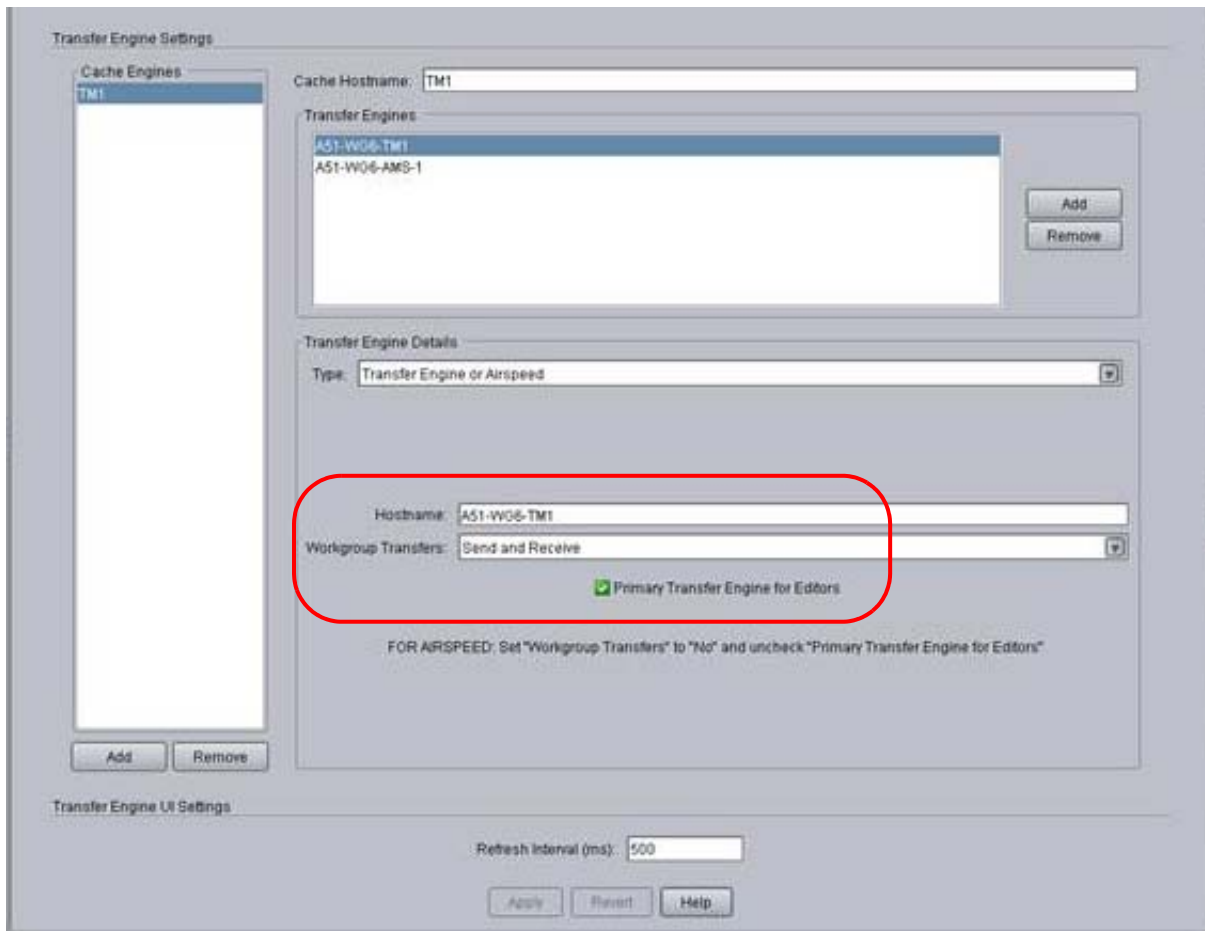 Transfer Engine Settings
Cache Engines
TM1
Cache Hostname: TM1
Transfer Engines
A51-WG6-TM1
A51-WG6-AMS-1
Add
Remove
Transfer Engine Details
Type: Transfer Engine or Airspeed
Hostname: A51-WG6-TM1
Workgroup Transfers: Send and Receive
Primary Transfer Engine for Editors
FOR AIRSPEED: Set "Workgroup Transfers" to "No" and uncheck "Primary Transfer Engine for Editors"
Add Remove
Transfer Engine UI Settings
Refresh Interval (ms): 500
Apply Revert Help